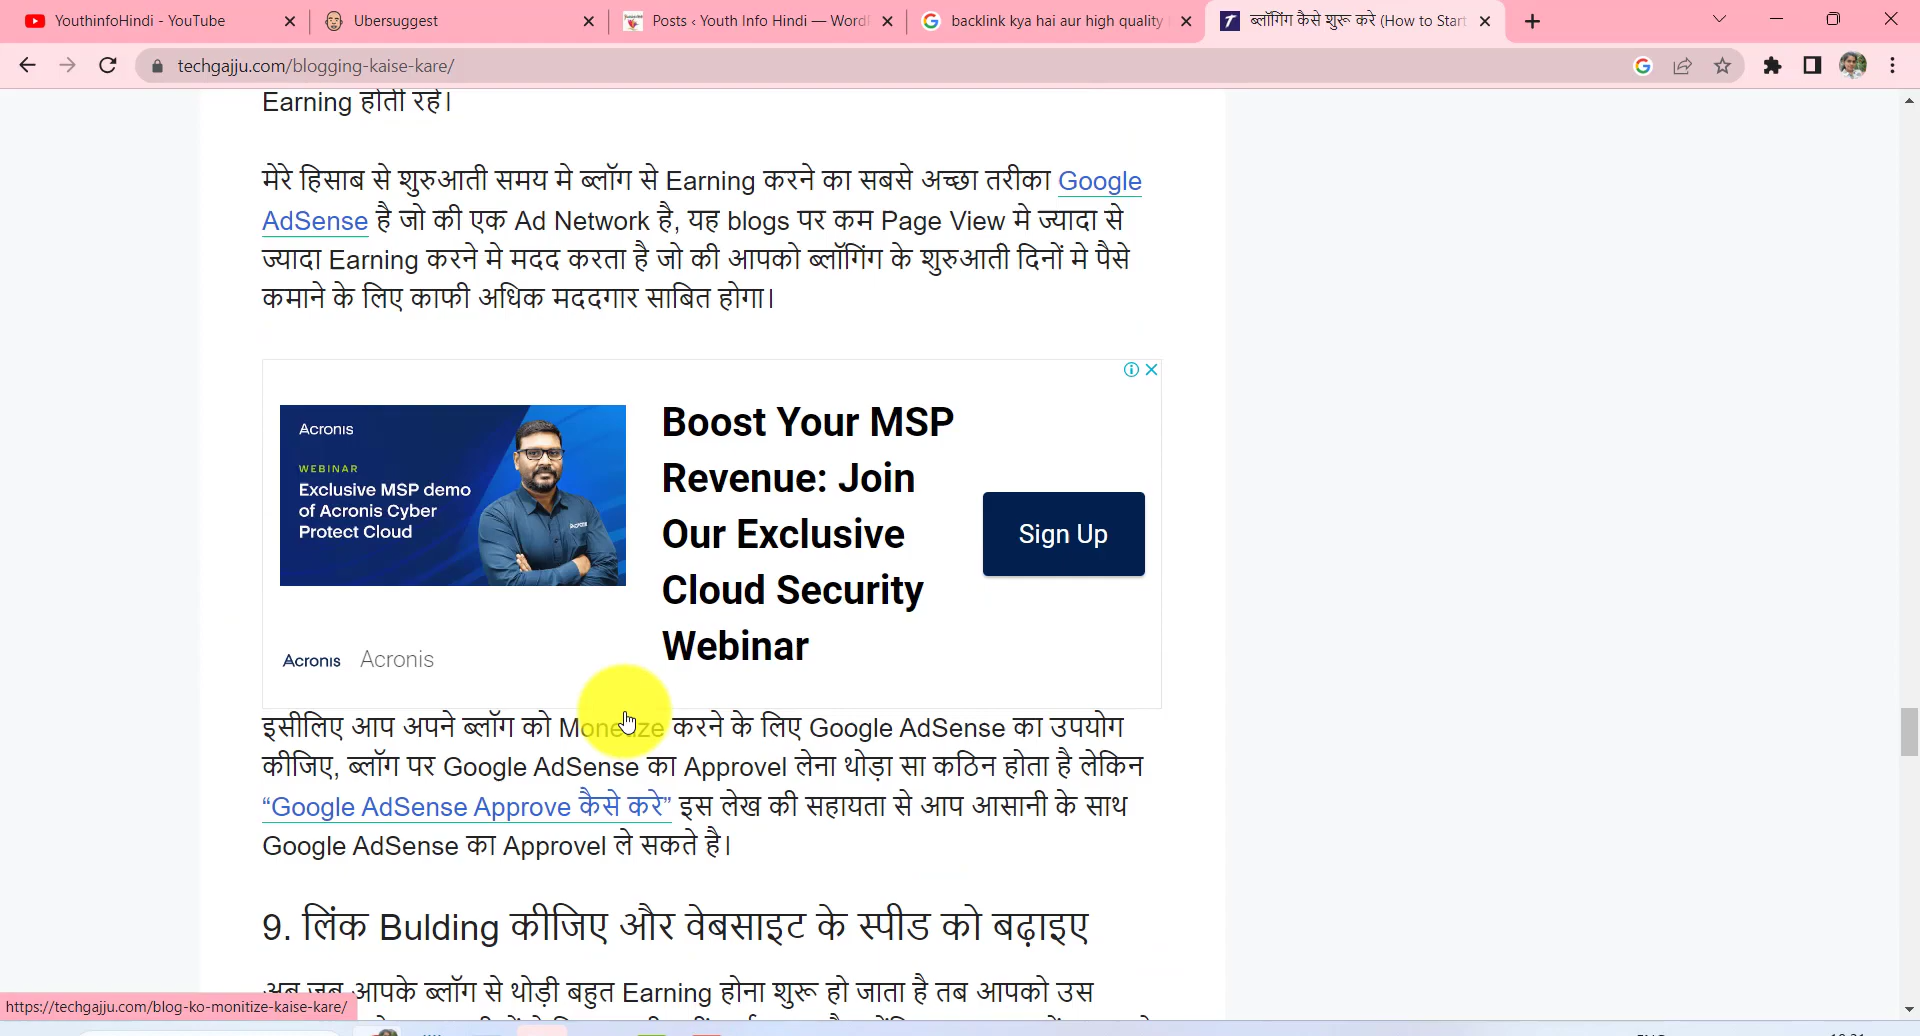 YouthinfoHindi - YouTube
Ubersuggest
Posts ‹ Youth Info Hindi — WordP
backlink kya hai aur high quality
ब्लॉगिंग कैसे शुरू करे (How to Start
techgajju.com/blogging-kaise-kare/
Earning होती रहे।
मेरे हिसाब से शुरुआती समय मे ब्लॉग से Earning करने का सबसे अच्छा तरीका Google
AdSense है जो की एक Ad Network है, यह blogs पर कम Page View मे ज्यादा से
ज्यादा Earning करने मे मदद करता है जो की आपको ब्लॉगिंग के शुरुआती दिनों मे पैसे
कमाने के लिए काफी अधिक मददगार साबित होगा।
Acronis
WEBINAR
Exclusive MSP demo
of Acronis Cyber
Protect Cloud
Acronis
Boost Your MSP
Revenue: Join
Our Exclusive
Cloud Security
Webinar
Sign Up
Acronis Acronis
इसीलिए आप अपने ब्लॉग को Monetize करने के लिए Google AdSense का उपयोग
कीजिए, ब्लॉग पर Google AdSense का Approvel लेना थोड़ा सा कठिन होता है लेकिन
“Google AdSense Approve कैसे करे” इस लेख की सहायता से आप आसानी के साथ
Google AdSense का Approvel ले सकते है।
9. लिंक Bulding कीजिए और वेबसाइट के स्पीड को बढ़ाइए
अब जब आपके ब्लॉग से थोड़ी बहुत Earning होना शुरू हो जाता है तब आपको उस
https://techgajju.com/blog-ko-monitize-kaise-kare/